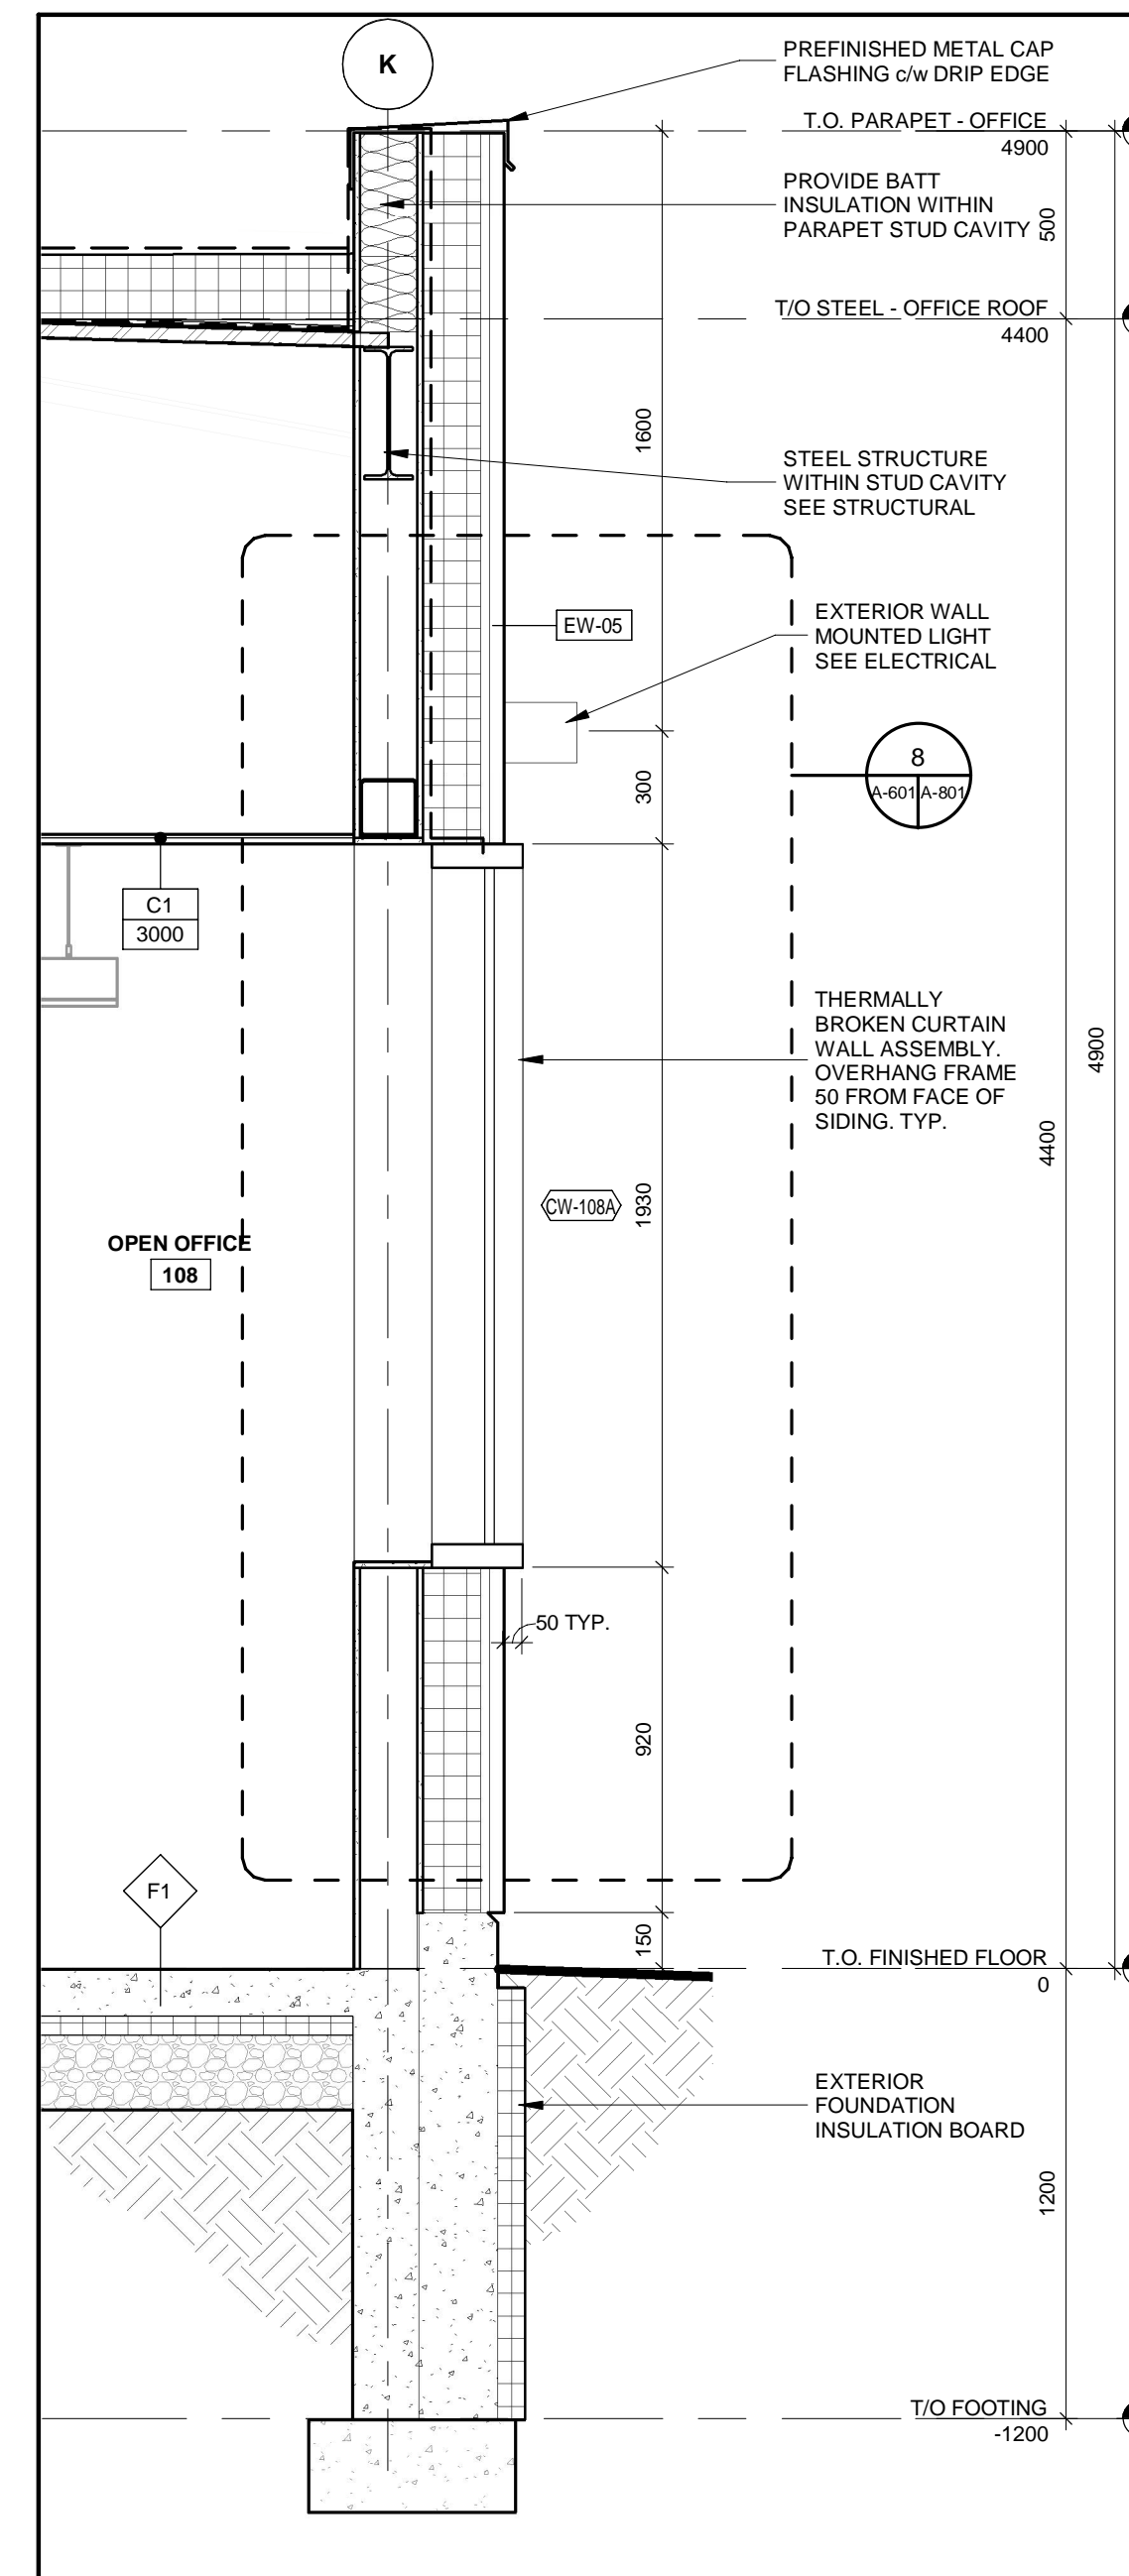 K
PREFINISHED METAL CAP
FLASHING c/w DRIP EDGE
T.O. PARAPET - OFFICE
4900
PROVIDE BATT
INSULATION WITHIN
PARAPET STUD CAVITY
500
T/O STEEL - OFFICE ROOF
4400
1600
STEEL STRUCTURE
WITHIN STUD CAVITY
SEE STRUCTURAL
EW-05
EXTERIOR WALL
MOUNTED LIGHT
SEE ELECTRICAL
8
A-601 A-801
300
C1
3000
THERMALLY
BROKEN CURTAIN
WALL ASSEMBLY.
OVERHANG FRAME
50 FROM FACE OF
SIDING. TYP.
4900
4400
CW-108A
1930
OPEN OFFICE
108
50 TYP.
920
F1
150
T.O. FINISHED FLOOR
0
EXTERIOR
FOUNDATION
INSULATION BOARD
1200
T/O FOOTING
-1200